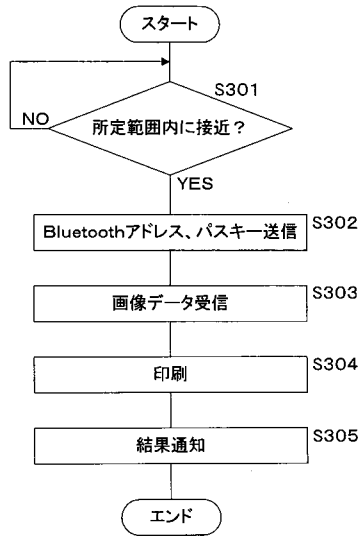 スタート
S301
所定範囲内に接近？
NO
YES
S302
Bluetoothアドレス、パスキー送信
S303
画像データ受信
S304
印刷
S305
結果通知
エンド